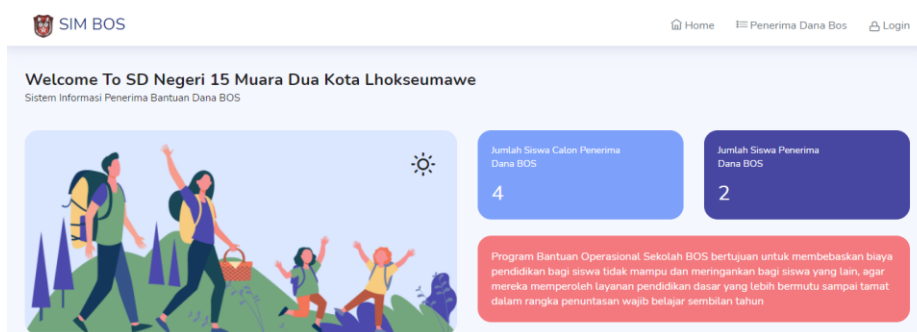 SIM BOS
Home
Penerima Dana Bos
Login
Welcome To SD Negeri 15 Muara Dua Kota Lhokseumawe
Sistem Informasi Penerima Bantuan Dana BOS
Jumlah Siswa Calon Penerima
Dana BOS
4
Jumlah Siswa Penerima
Dana BOS
2
Program Bantuan Operasional Sekolah BOS bertujuan untuk membebaskan biaya
pendidikan bagi siswa tidak mampu dan meringankan bagi siswa yang lain, agar
mereka memperoleh layanan pendidikan dasar yang lebih bermutu sampai tamat
dalam rangka penuntasan wajib belajar sembilan tahun